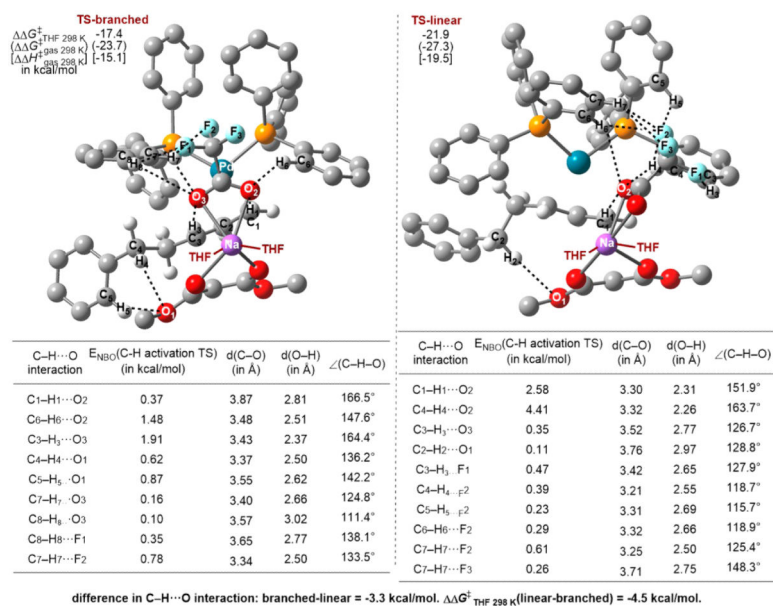 TS-branched
ΔΔG‡THF 298 K -17.4
(ΔΔG‡gas 298 K) (-23.7)
[ΔΔH‡gas 298 K] [-15.1]
in kcal/mol
F2
F3
F1
Pd
O3
O2
H6
C6
H3
C3
C1
Na
THF
THF
H4
C5
H5
O1
C–H···O interaction ENBO(C-H activation TS) (in kcal/mol) d(C–O) (in Å) d(O–H) (in Å) ∠(C–H–O)
C1–H1···O2 0.37 3.87 2.81 166.5°
C6–H6···O2 1.48 3.48 2.51 147.6°
C3–H3···O3 1.91 3.43 2.37 164.4°
C4–H4···O1 0.62 3.37 2.50 136.2°
C5–H5···O1 0.87 3.55 2.62 142.2°
C7–H7···O3 0.16 3.40 2.66 124.8°
C8–H8···O3 0.10 3.57 3.02 111.4°
C8–H8···F1 0.35 3.65 2.77 138.1°
C7–H7···F2 0.78 3.34 2.50 133.5°
TS-linear
-21.9
(-27.3)
[-19.5]
C5
C7
F2
F3
C4
F1
O2
Na
THF
THF
C2
H2
O1
C–H···O interaction ENBO(C-H activation TS) (in kcal/mol) d(C–O) (in Å) d(O–H) (in Å) ∠(C–H–O)
C1–H1···O2 2.58 3.30 2.31 151.9°
C4–H4···O2 4.41 3.32 2.26 163.7°
C3–H3···O3 0.35 3.52 2.77 126.7°
C2–H2···O1 0.11 3.76 2.97 128.8°
C3–H3...F1 0.47 3.42 2.65 127.9°
C4–H4...F2 0.39 3.21 2.55 118.7°
C5–H5...F2 0.23 3.31 2.69 115.7°
C6–H6···F2 0.29 3.32 2.66 118.9°
C7–H7···F2 0.61 3.25 2.50 125.4°
C7–H7···F3 0.26 3.71 2.75 148.3°
difference in C–H···O interaction: branched-linear = -3.3 kcal/mol. ΔΔG‡THF 298 K(linear-branched) = -4.5 kcal/mol.